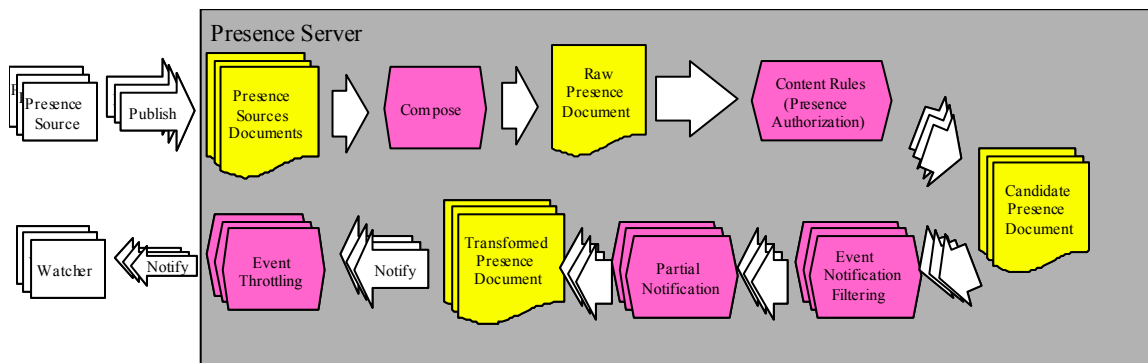 Presence Server
Presence
Source
Publish
Presence
Sources
Documents
Compose
Raw
Presence
Document
Content Rules
(Presence
Authorization)
Candidate
Presence
Document
Event
Notification
Filtering
Partial
Notification
Transformed
Presence
Document
Notify
Event
Throttling
Notify
Watcher